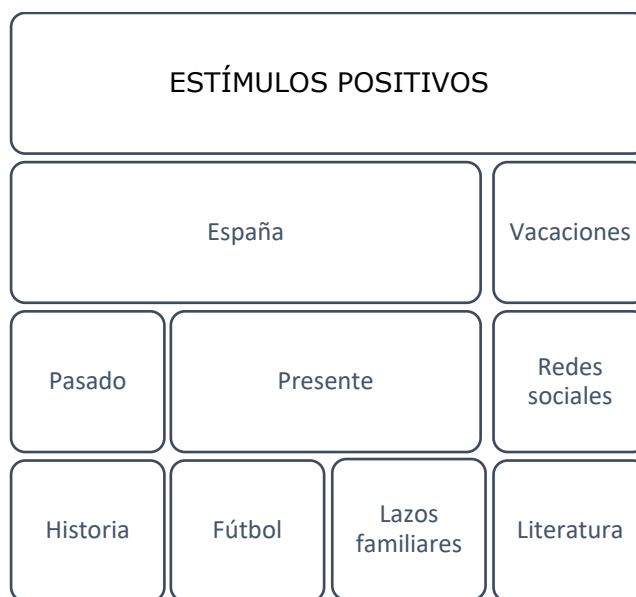 ESTÍMULOS POSITIVOS
España
Vacaciones
Pasado
Presente
Redes
sociales
Historia
Fútbol
Lazos
familiares
Literatura